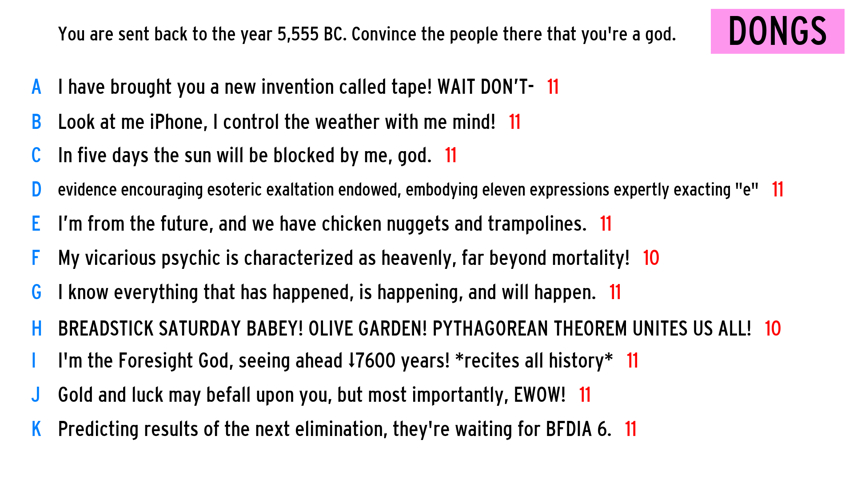 You are sent back to the year 5,555 BC. Convince the people there that you're a god.
DONGS
A I have brought you a new invention called tape! WAIT DON'T- 11
B Look at me iPhone, I control the weather with me mind! 11
C In five days the sun will be blocked by me, god. 11
D evidence encouraging esoteric exaltation endowed, embodying eleven expressions expertly exacting "e" 11
E I'm from the future, and we have chicken nuggets and trampolines. 11
F My vicarious psychic is characterized as heavenly, far beyond mortality! 10
G I know everything that has happened, is happening, and will happen. 11
H BREADSTICK SATURDAY BABEY! OLIVE GARDEN! PYTHAGOREAN THEOREM UNITES US ALL! 10
I I'm the Foresight God, seeing ahead ↓7600 years! *recites all history* 11
J Gold and luck may befall upon you, but most importantly, EWOW! 11
K Predicting results of the next elimination, they're waiting for BFDIA 6. 11